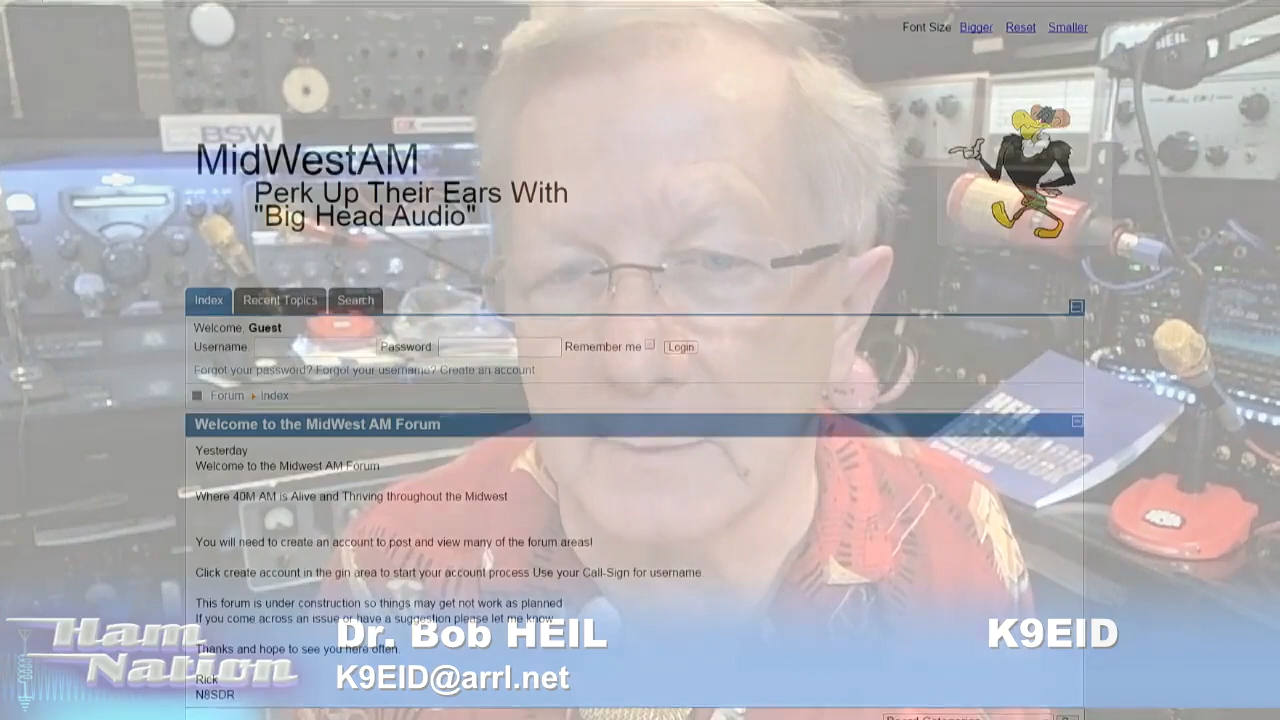 Font Size Bigger Reset Smaller
HEIL
BSW
MidWestAM
Perk Up Their Ears With
"Big Head Audio"
Index Recent Topics Search
Welcome, Guest
Username: Password: Remember me Login
Forgot your password? Forgot your username? Create an account
Forum Index
Welcome to the MidWest AM Forum
Yesterday
Welcome to the Midwest AM Forum
Where 40M AM is Alive and Thriving throughout the Midwest
You will need to create an account to post and view many of the forum areas!
Click create account in the gin area to start your account process Use your Call-Sign for username
This forum is under construction so things may get not work as planned
If you come across an issue or have a suggestion please let me know
Thanks and hope to see you here often.
Rick
N8SDR
Ham
Nation
Dr. Bob HEIL
K9EID
K9EID@arrl.net